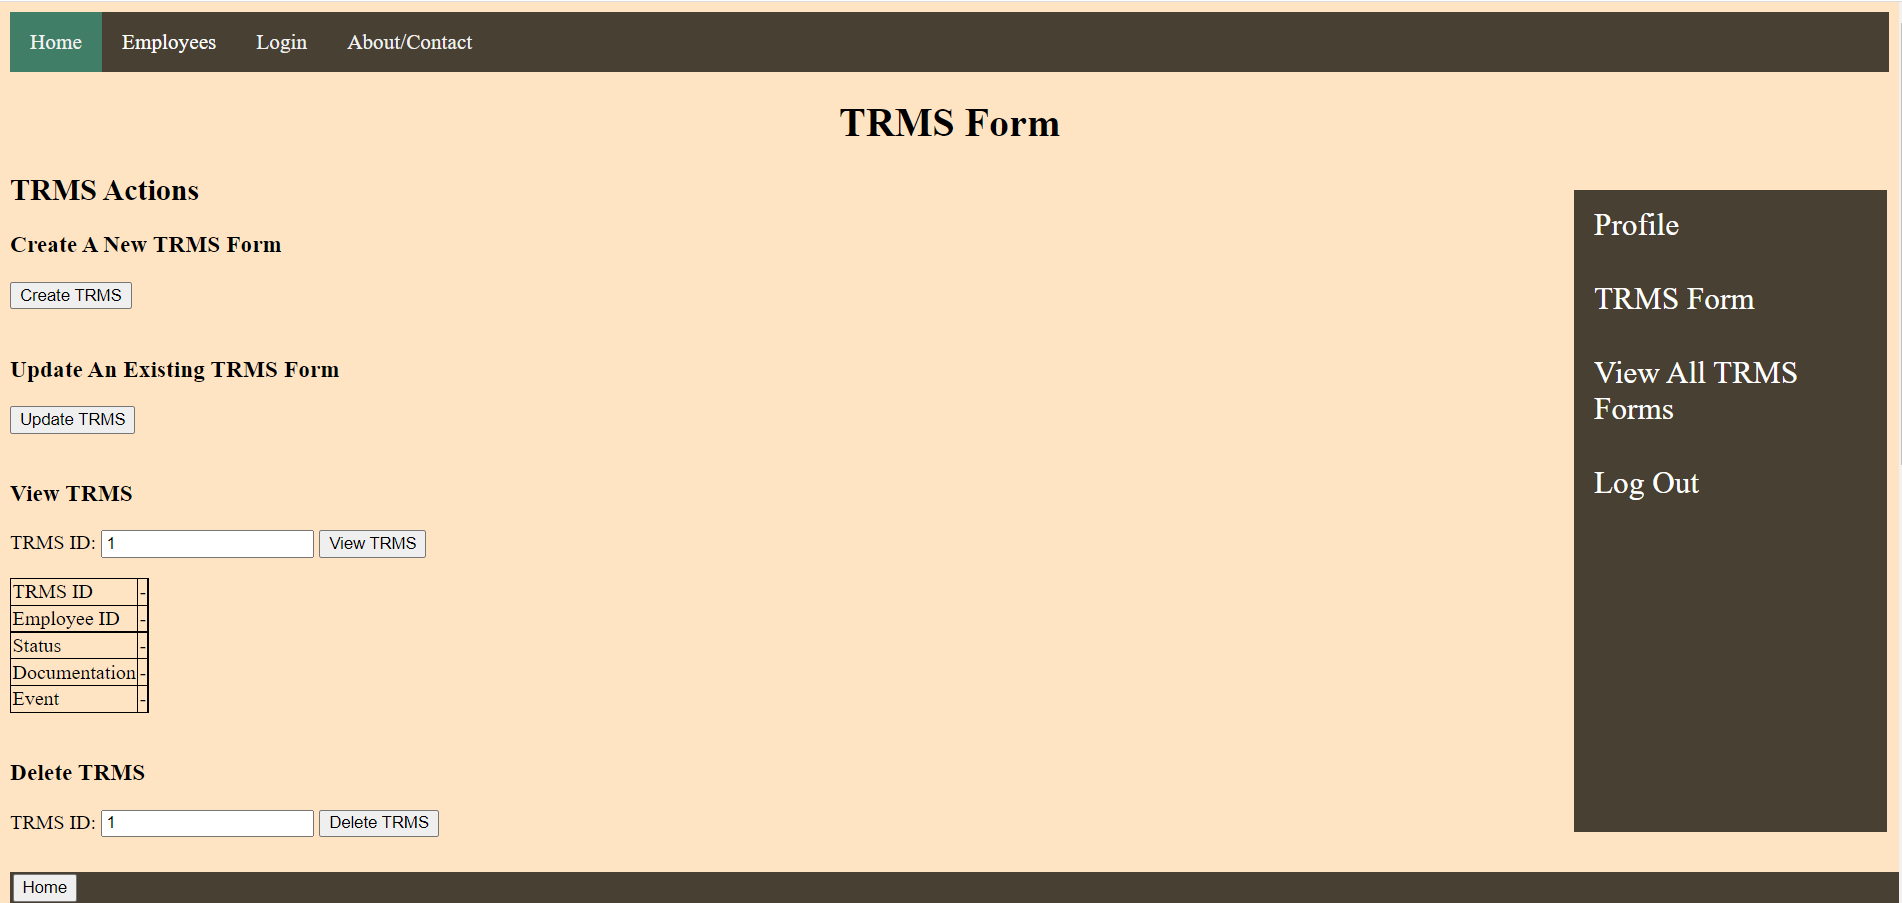 Home Employees Login About/Contact
TRMS Form
TRMS Actions
Create A New TRMS Form
Create TRMS
Update An Existing TRMS Form
Update TRMS
View TRMS
TRMS ID: 1 View TRMS
TRMS ID -
Employee ID -
Status -
Documentation -
Event -
Delete TRMS
TRMS ID: 1 Delete TRMS
Profile
TRMS Form
View All TRMS
Forms
Log Out
Home